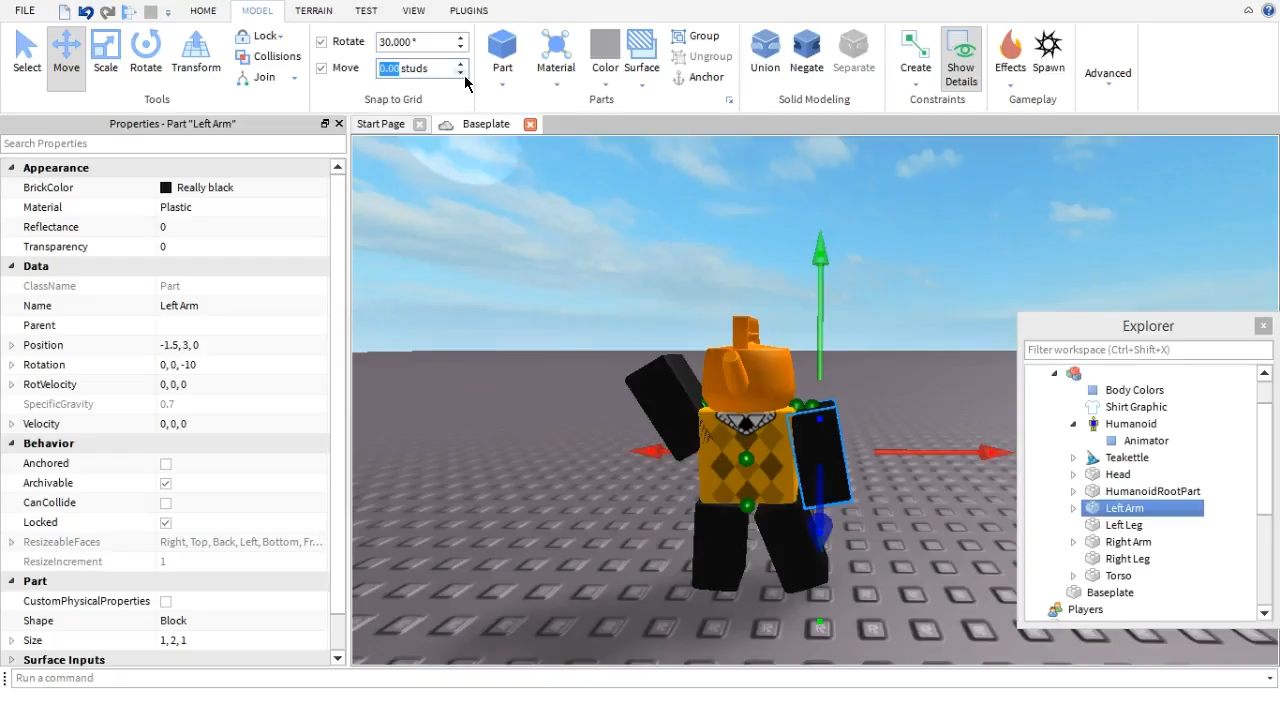 FILE HOME MODEL TERRAIN TEST VIEW PLUGINS
Select Move Scale Rotate Transform
Lock
Collisions
Join
Tools
Rotate 30.000 °
Move 0.00 studs
Snap to Grid
Part Material Color Surface
Group
Ungroup
Anchor
Parts
Union Negate Separate
Solid Modeling
Create Show Details
Constraints
Effects Spawn
Gameplay
Advanced
Properties - Part "Left Arm"
Start Page Baseplate
Search Properties
Appearance
BrickColor Really black
Material Plastic
Reflectance 0
Transparency 0
Data
ClassName Part
Name Left Arm
Parent
Position -1.5, 3, 0
Rotation 0, 0, -10
RotVelocity 0, 0, 0
SpecificGravity 0.7
Velocity 0, 0, 0
Behavior
Anchored
Archivable
CanCollide
Locked
ResizeableFaces Right, Top, Back, Left, Bottom, Fr...
ResizeIncrement 1
Part
CustomPhysicalProperties
Shape Block
Size 1, 2, 1
Surface Inputs
Explorer
Filter workspace (Ctrl+Shift+X)
Body Colors
Shirt Graphic
Humanoid
Animator
Teakettle
Head
HumanoidRootPart
Left Arm
Left Leg
Right Arm
Right Leg
Torso
Baseplate
Players
Run a command